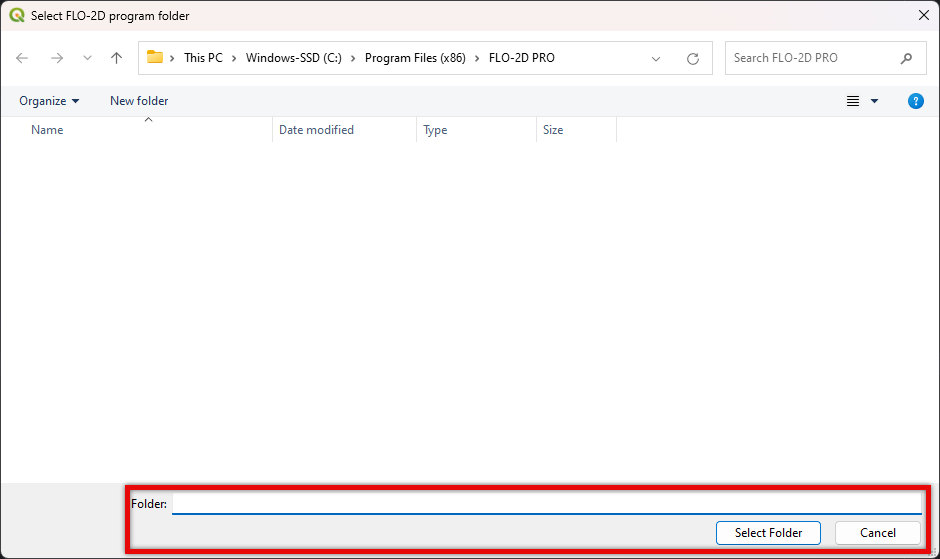 Select FLO-2D program folder
This PC > Windows-SSD (C:) > Program Files (x86) > FLO-2D PRO
Search FLO-2D PRO
Organize New folder
Name Date modified Type Size
Folder:
Select Folder Cancel